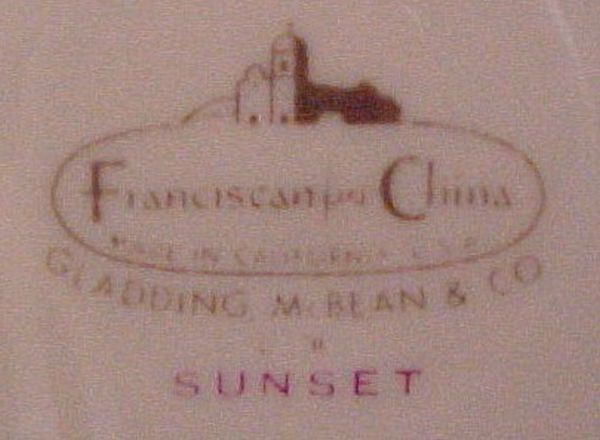 Franciscan China
MADE IN CALIFORNIA U.S.A.
GLADDING, McBEAN & CO
SUNSET